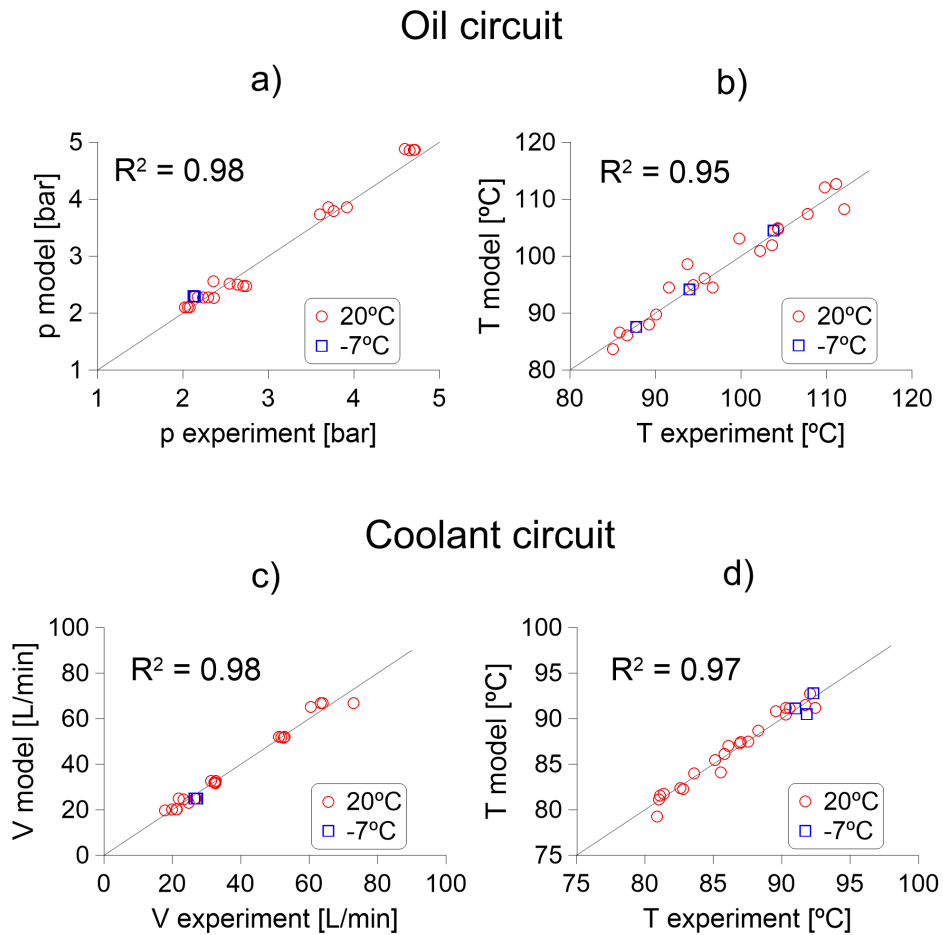 Oil circuit
a)
b)
R² = 0.98
p model [bar]
5
4
3
2
1
1 2 3 4 5
p experiment [bar]
20ºC
-7ºC
R² = 0.95
T model [ºC]
120
110
100
90
80
80 90 100 110 120
T experiment [ºC]
20ºC
-7ºC
Coolant circuit
c)
d)
R² = 0.98
V model [L/min]
100
80
60
40
20
0
0 20 40 60 80 100
V experiment [L/min]
20ºC
-7ºC
R² = 0.97
T model [ºC]
100
95
90
85
80
75
75 80 85 90 95 100
T experiment [ºC]
20ºC
-7ºC